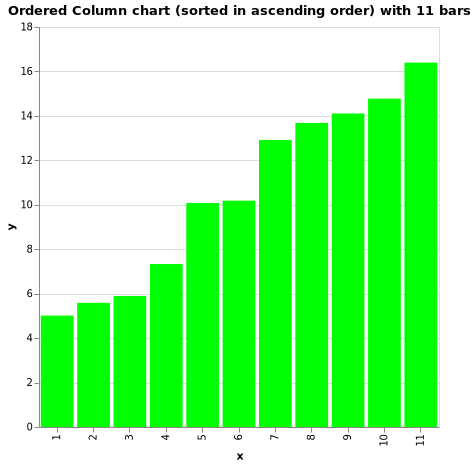 Ordered Column chart (sorted in ascending order) with 11 bars
18
16
14
12
10
8
6
4
2
0
y
1 2 3 4 5 6 7 8 9 10 11
x